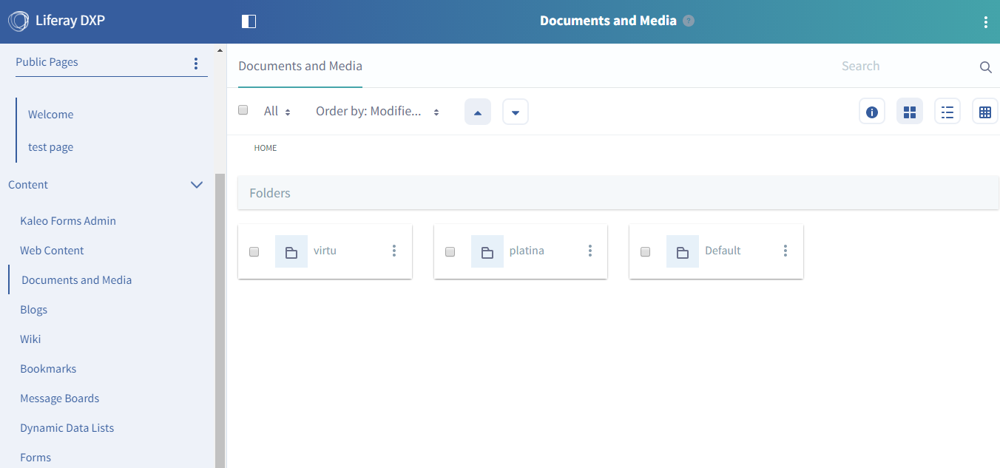 Liferay DXP
Documents and Media ?
Public Pages
Welcome
test page
Content
Kaleo Forms Admin
Web Content
Documents and Media
Blogs
Wiki
Bookmarks
Message Boards
Dynamic Data Lists
Forms
Documents and Media
Search
All
Order by: Modifie...
HOME
Folders
virtu
platina
Default